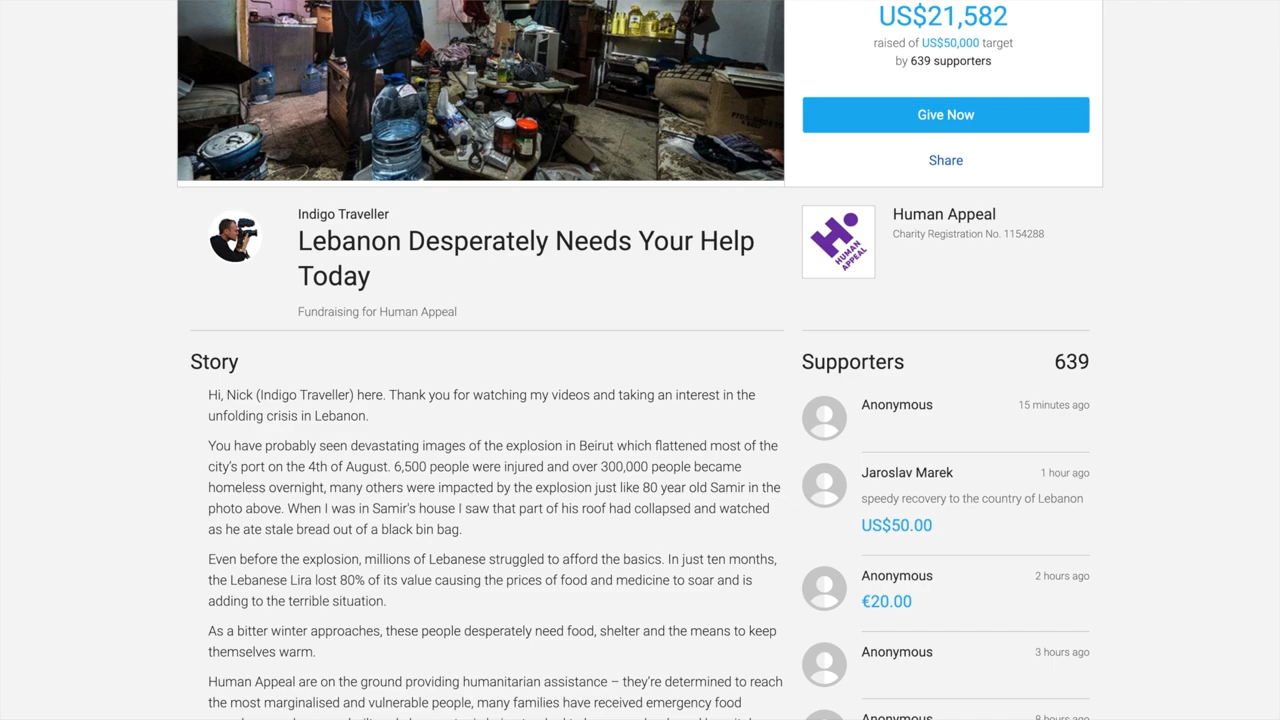 US$21,582
raised of US$50,000 target
by 639 supporters
Give Now
Share
Indigo Traveller
Lebanon Desperately Needs Your Help
Today
Fundraising for Human Appeal
HUMAN
APPEAL
Human Appeal
Charity Registration No. 1154288
Story
Hi, Nick (Indigo Traveller) here. Thank you for watching my videos and taking an interest in the
unfolding crisis in Lebanon.
You have probably seen devastating images of the explosion in Beirut which flattened most of the
city's port on the 4th of August. 6,500 people were injured and over 300,000 people became
homeless overnight, many others were impacted by the explosion just like 80 year old Samir in the
photo above. When I was in Samir's house I saw that part of his roof had collapsed and watched
as he ate stale bread out of a black bin bag.
Even before the explosion, millions of Lebanese struggled to afford the basics. In just ten months,
the Lebanese Lira lost 80% of its value causing the prices of food and medicine to soar and is
adding to the terrible situation.
As a bitter winter approaches, these people desperately need food, shelter and the means to keep
themselves warm.
Human Appeal are on the ground providing humanitarian assistance – they're determined to reach
the most marginalised and vulnerable people, many families have received emergency food
Supporters 639
Anonymous 15 minutes ago
Jaroslav Marek 1 hour ago
speedy recovery to the country of Lebanon
US$50.00
Anonymous 2 hours ago
€20.00
Anonymous 3 hours ago
Anonymous 8 hours ago